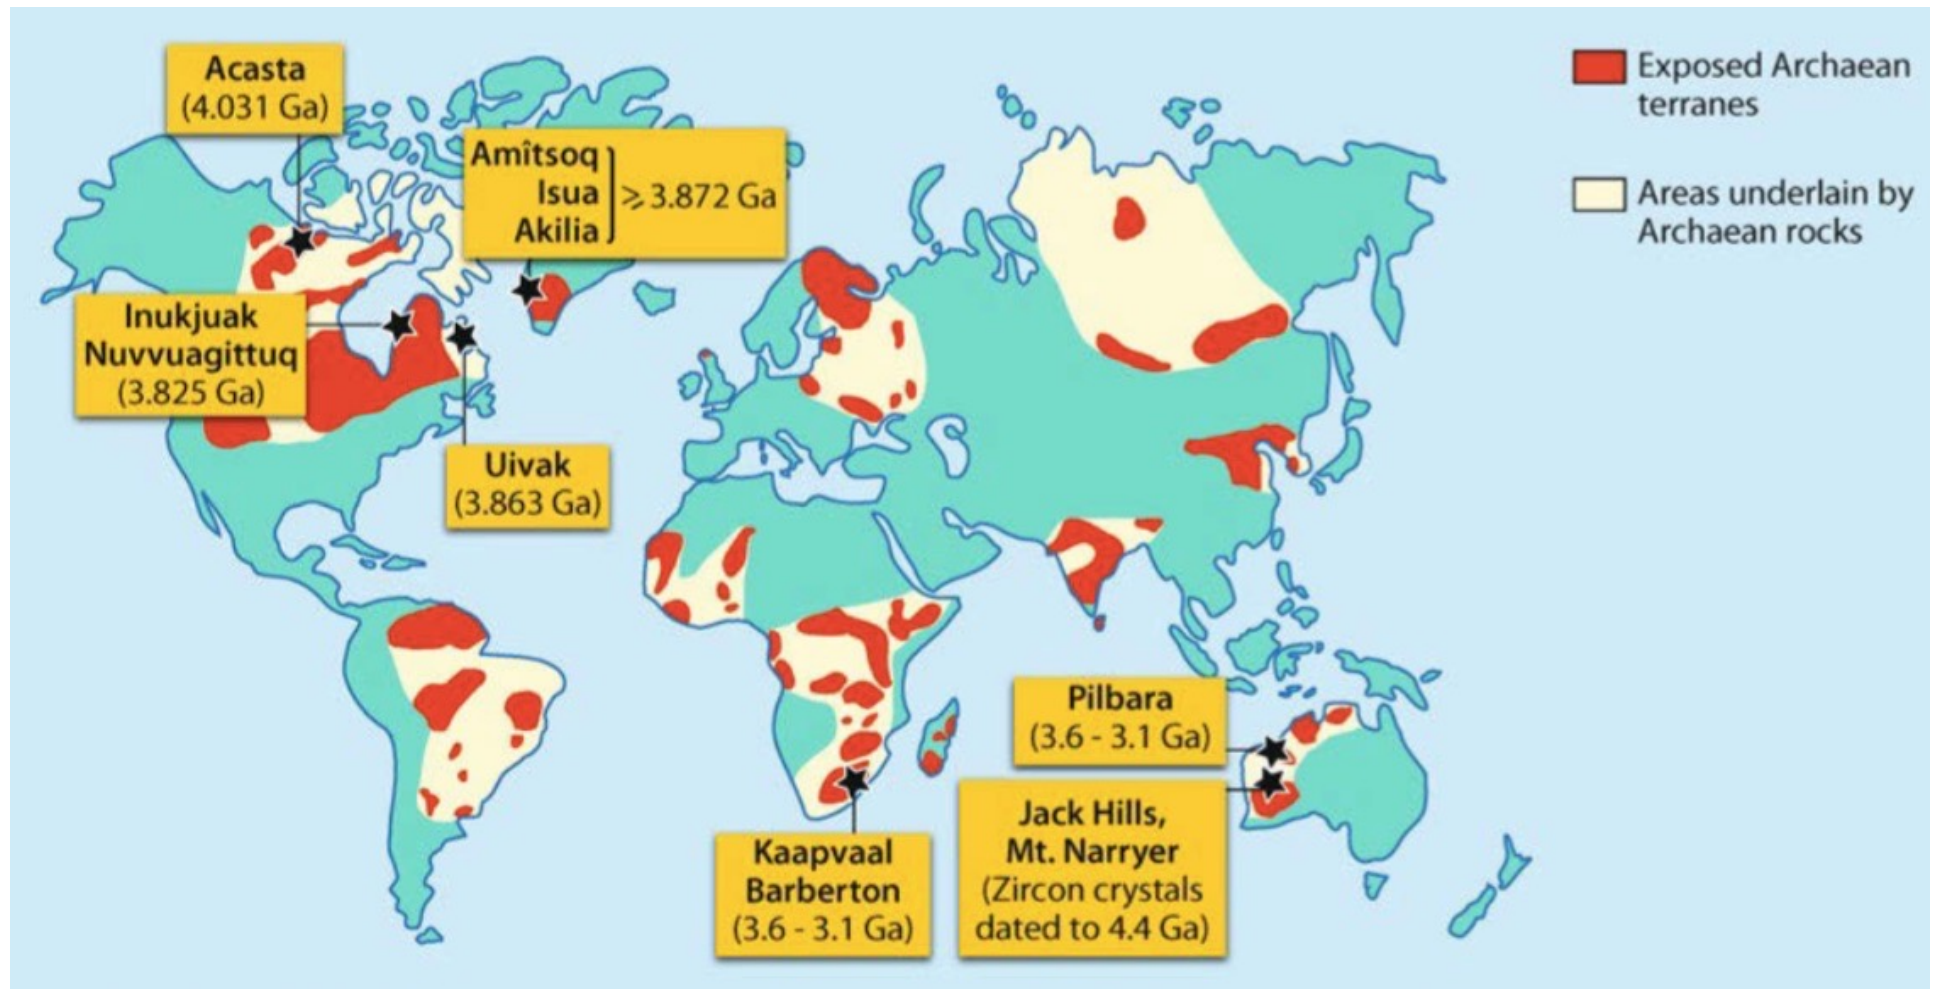 Acasta
(4.031 Ga)
Exposed Archaean
terranes
Amîtsoq
Isua
Akilia
⩾ 3.872 Ga
Areas underlain by
Archaean rocks
Inukjuak
Nuvvuagittuq
(3.825 Ga)
Uivak
(3.863 Ga)
Pilbara
(3.6 - 3.1 Ga)
Jack Hills,
Mt. Narryer
(Zircon crystals
dated to 4.4 Ga)
Kaapvaal
Barberton
(3.6 - 3.1 Ga)